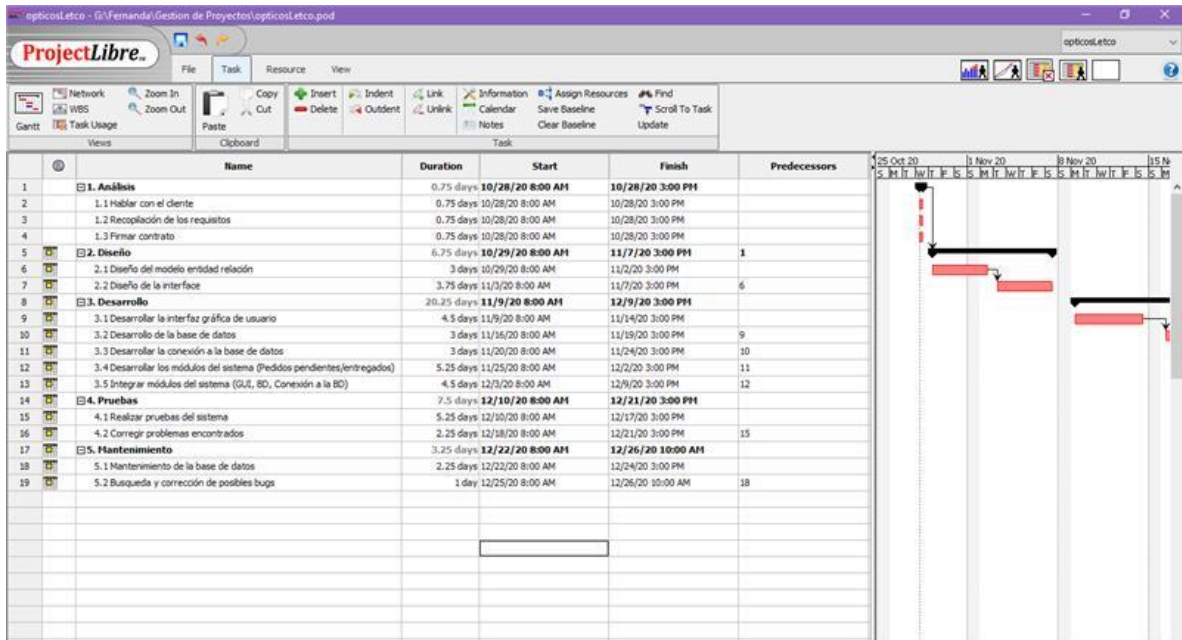 opticosLetco - G:\Fernanda\Gestion de Proyectos\opticosLetco.pod
opticosLetco
ProjectLibre
File Task Resource View
Network Zoom In Copy Insert Indent Link Information Assign Resources Find
WBS Zoom Out Cut Delete Outdent Unlink Calendar Save Baseline Scroll To Task
Gantt Task Usage Paste Notes Clear Baseline Update
Views Clipboard Task
Name Duration Start Finish Predecessors 25 Oct 20 1 Nov 20 8 Nov 20 15 N
S M T W T F S S M T W T F S S M T W T F S S M
1 1. Análisis 0.75 days 10/28/20 8:00 AM 10/28/20 3:00 PM
2 1.1 Hablar con el cliente 0.75 days 10/28/20 8:00 AM 10/28/20 3:00 PM
3 1.2 Recopilación de los requisitos 0.75 days 10/28/20 8:00 AM 10/28/20 3:00 PM
4 1.3 Firmar contrato 0.75 days 10/28/20 8:00 AM 10/28/20 3:00 PM
5 2. Diseño 6.75 days 10/29/20 8:00 AM 11/7/20 3:00 PM 1
6 2.1 Diseño del modelo entidad relación 3 days 10/29/20 8:00 AM 11/2/20 3:00 PM
7 2.2 Diseño de la interface 3.75 days 11/3/20 8:00 AM 11/7/20 3:00 PM 6
8 3. Desarrollo 20.25 days 11/9/20 8:00 AM 12/9/20 3:00 PM
9 3.1 Desarrollar la interfaz gráfica de usuario 4.5 days 11/9/20 8:00 AM 11/14/20 3:00 PM
10 3.2 Desarrollo de la base de datos 3 days 11/16/20 8:00 AM 11/19/20 3:00 PM 9
11 3.3 Desarrollar la conexión a la base de datos 3 days 11/20/20 8:00 AM 11/24/20 3:00 PM 10
12 3.4 Desarrollar los módulos del sistema (Pedidos pendientes/entregados) 5.25 days 11/25/20 8:00 AM 12/2/20 3:00 PM 11
13 3.5 Integrar módulos del sistema (GUI, BD, Conexión a la BD) 4.5 days 12/3/20 8:00 AM 12/9/20 3:00 PM 12
14 4. Pruebas 7.5 days 12/10/20 8:00 AM 12/21/20 3:00 PM
15 4.1 Realizar pruebas del sistema 5.25 days 12/10/20 8:00 AM 12/17/20 3:00 PM
16 4.2 Corregir problemas encontrados 2.25 days 12/18/20 8:00 AM 12/21/20 3:00 PM 15
17 5. Mantenimiento 3.25 days 12/22/20 8:00 AM 12/26/20 10:00 AM
18 5.1 Mantenimiento de la base de datos 2.25 days 12/22/20 8:00 AM 12/24/20 3:00 PM
19 5.2 Busqueda y corrección de posibles bugs 1 day 12/25/20 8:00 AM 12/26/20 10:00 AM 18